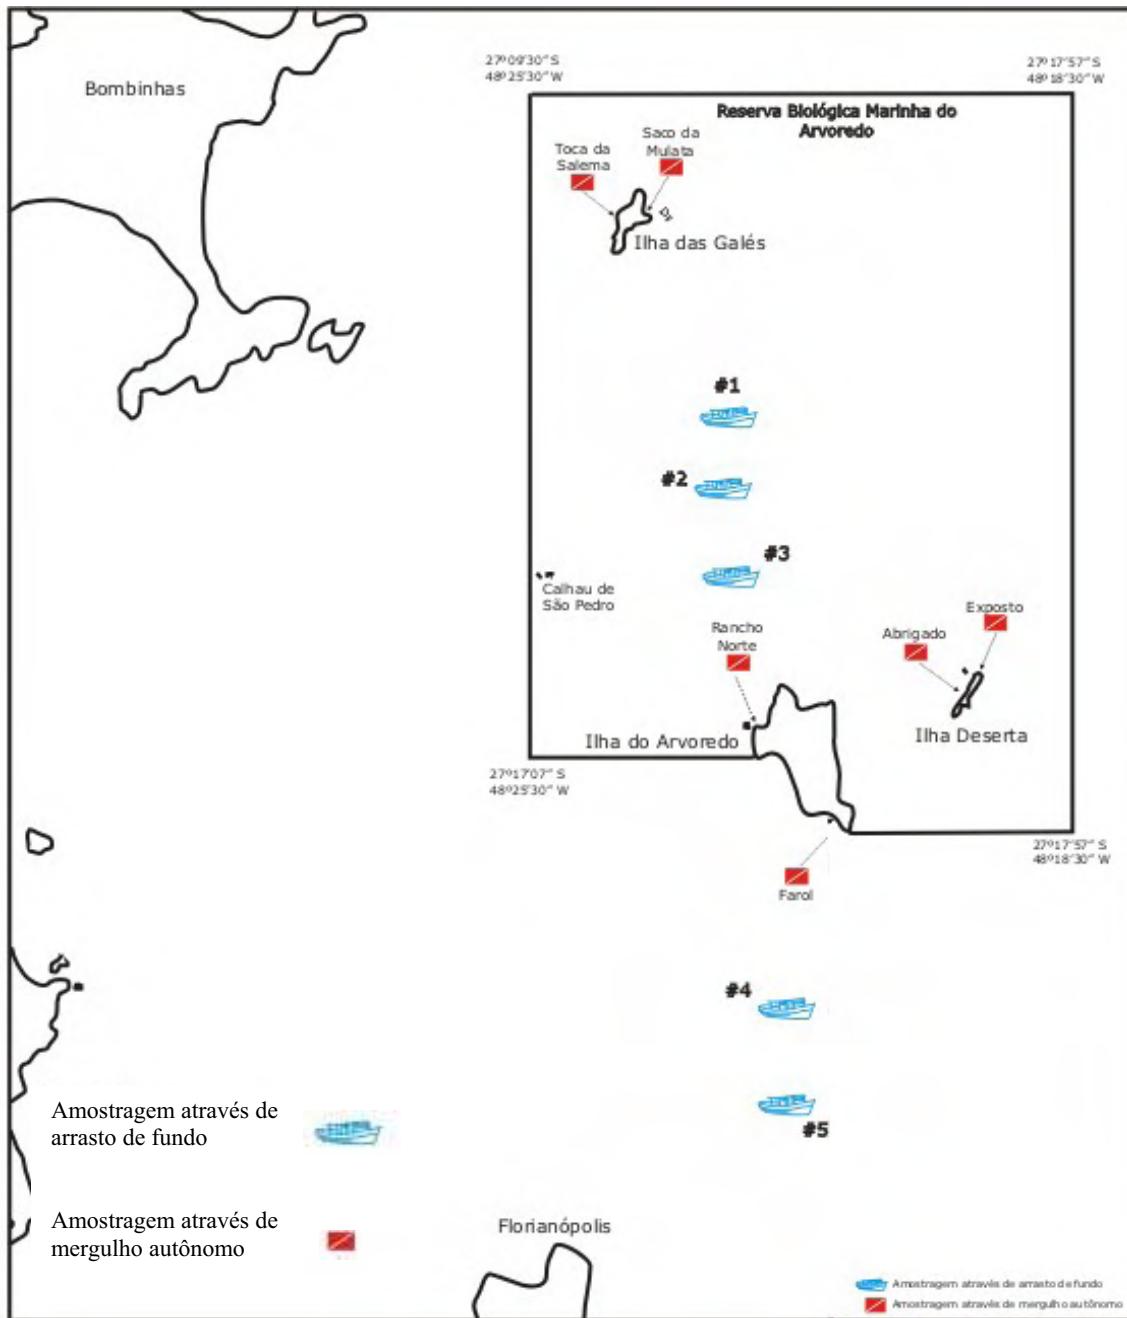 Bombinhas
27º09'30" S
48º25'30" W
27º17'57" S
48º18'30" W
Reserva Biológica Marinha do
Arvoredo
Saco da
Mulata
Toca da
Salema
Ilha das Galés
#1
#2
#3
Calhau de
São Pedro
Rancho
Norte
Exposto
Abrigado
Ilha do Arvoredo
Ilha Deserta
27º17'07" S
48º25'30" W
27º17'57" S
48º18'30" W
Farol
#4
#5
Amostragem através de
arrasto de fundo
Amostragem através de
mergulho autônomo
Florianópolis
Amostragem através de arrasto de fundo
Amostragem através de mergulho autônomo